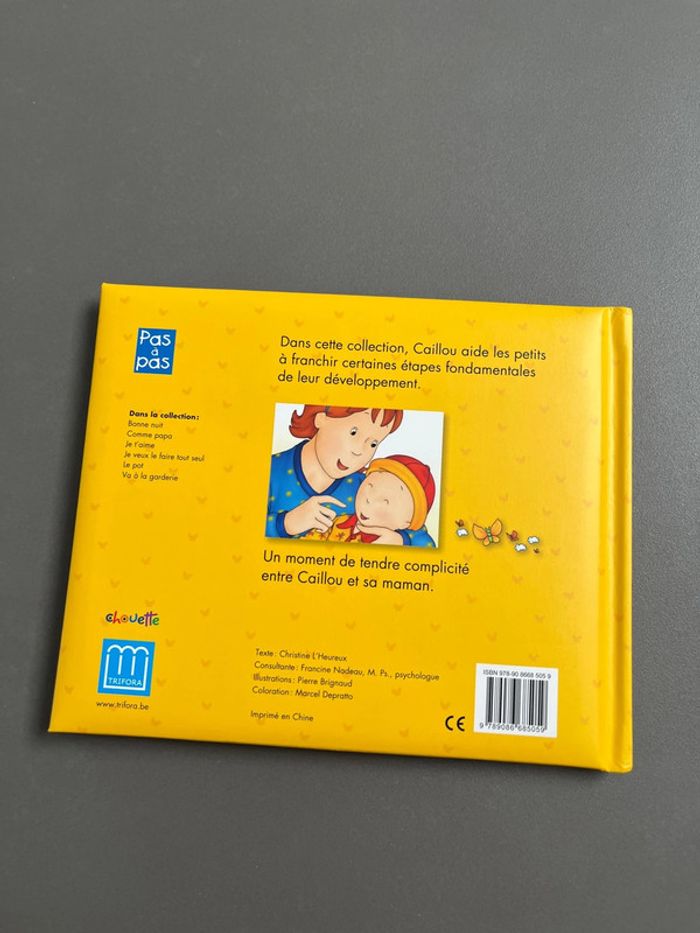 Pas
à
pas
Dans cette collection, Caillou aide les petits
à franchir certaines étapes fondamentales
de leur développement.
Dans la collection:
Bonne nuit
Comme papa
Je t'aime
Je veux le faire tout seul
Le pot
Va à la garderie
Un moment de tendre complicité
entre Caillou et sa maman.
chouette
TRIFORA
www.trifora.be
Texte: Christine L'Heureux
Consultante: Francine Nadeau, M. Ps., psychologue
Illustrations: Pierre Brignaud
Coloration: Marcel Depratto
Imprimé en Chine
CE
ISBN 978-90 8668 505 9
9 789086 685059